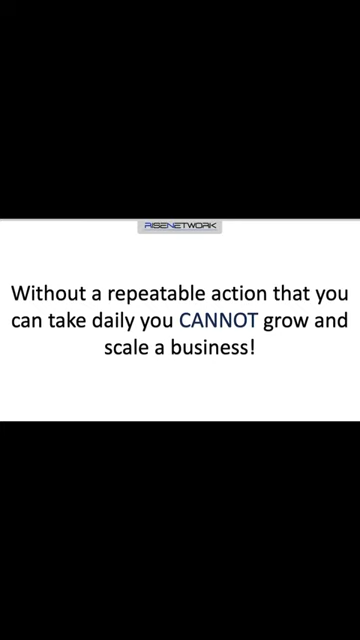 RISENETWORK
Without a repeatable action that you
can take daily you CANNOT grow and
scale a business!